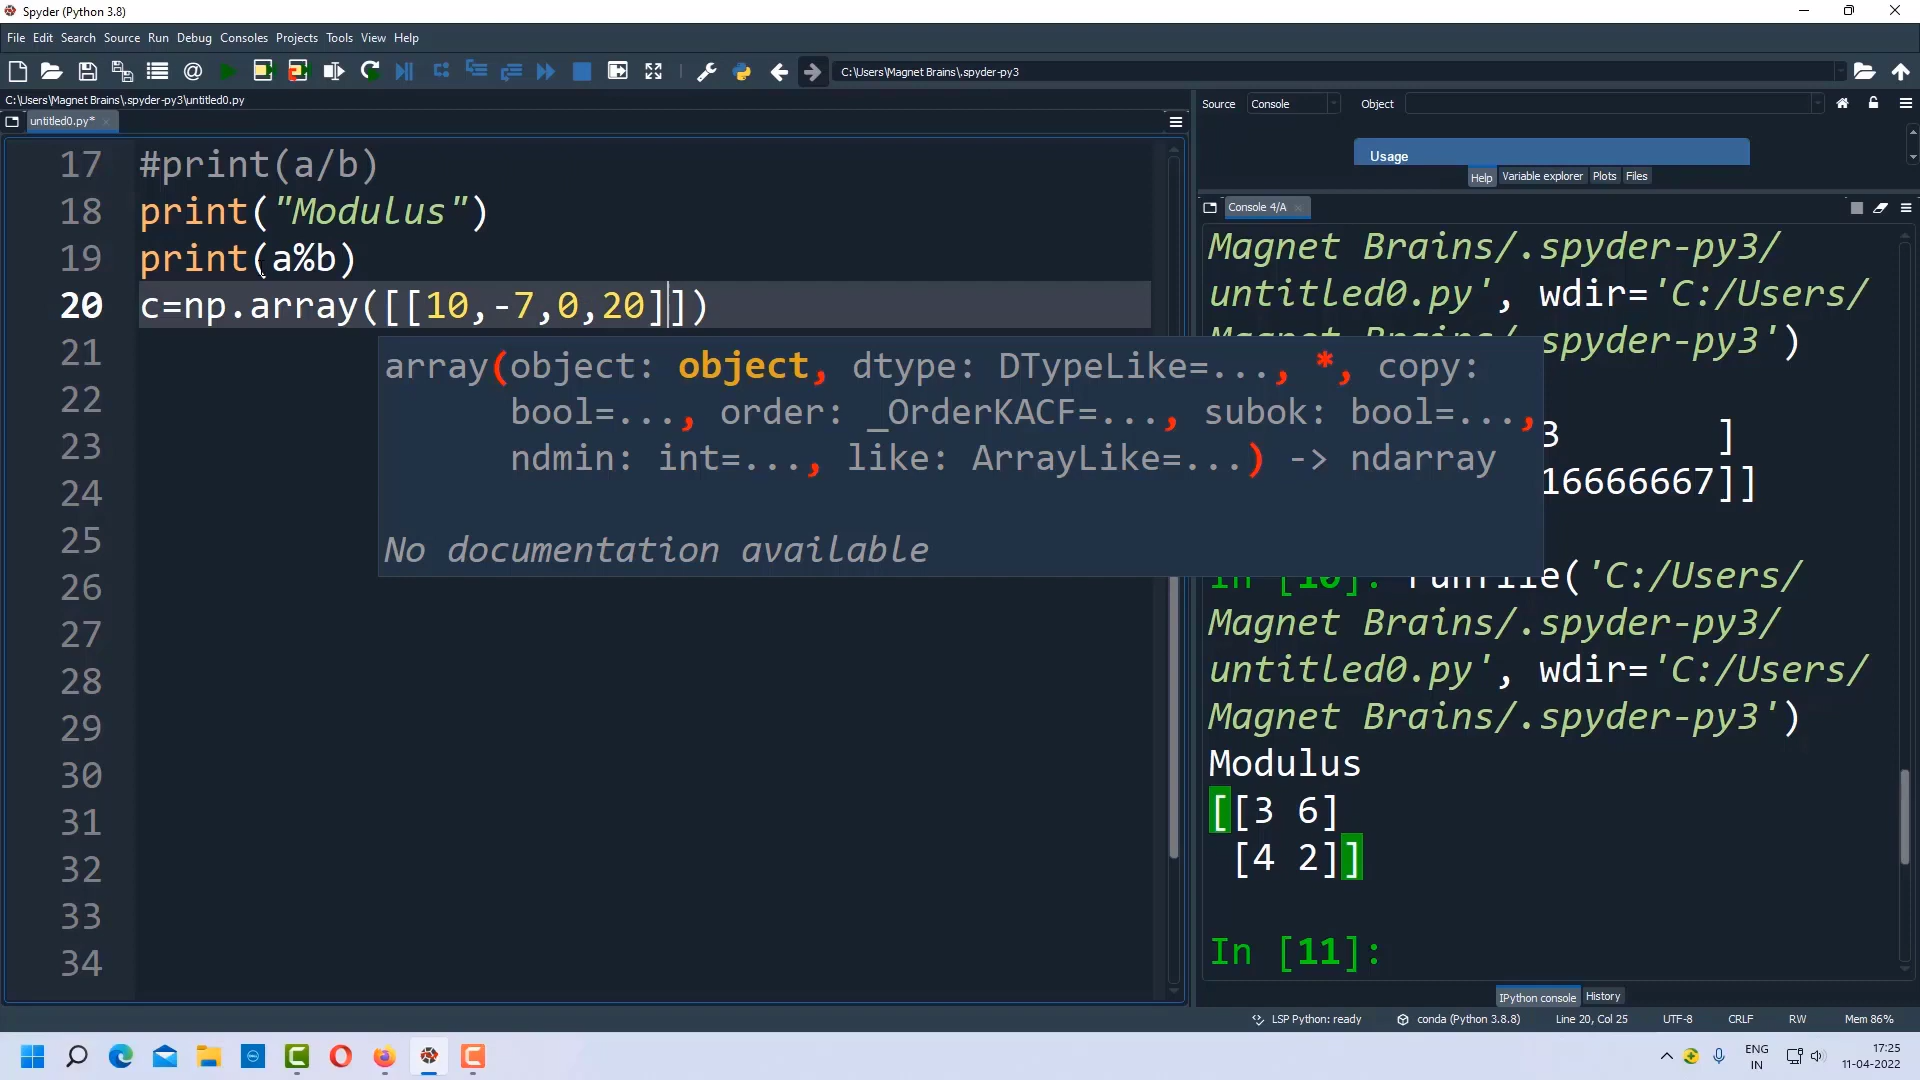 Spyder (Python 3.8)
File Edit Search Source Run Debug Consoles Projects Tools View Help
C:\Users\Magnet Brains\.spyder-py3
C:\Users\Magnet Brains\.spyder-py3\untitled0.py
untitled0.py*
17 #print(a/b)
18 print("Modulus")
19 print(a%b)
20 c=np.array([[10,-7,0,20]])
21
22
23
24
25
26
27
28
29
30
31
32
33
34
array(object: object, dtype: DTypeLike=..., *, copy:
bool=..., order: _OrderKACF=..., subok: bool=...,
ndmin: int=..., like: ArrayLike=...) -> ndarray
No documentation available
Source Console Object
Usage
Help Variable explorer Plots Files
Console 4/A
Magnet Brains/.spyder-py3/
untitled0.py', wdir='C:/Users/
Magnet Brains/.spyder-py3')
3 ]
16666667]]
In [10]: runfile('C:/Users/
Magnet Brains/.spyder-py3/
untitled0.py', wdir='C:/Users/
Magnet Brains/.spyder-py3')
Modulus
[[3 6]
[4 2]]
In [11]:
IPython console History
LSP Python: ready conda (Python 3.8.8) Line 20, Col 25 UTF-8 CRLF RW Mem 86%
ENG
IN
17:25
11-04-2022